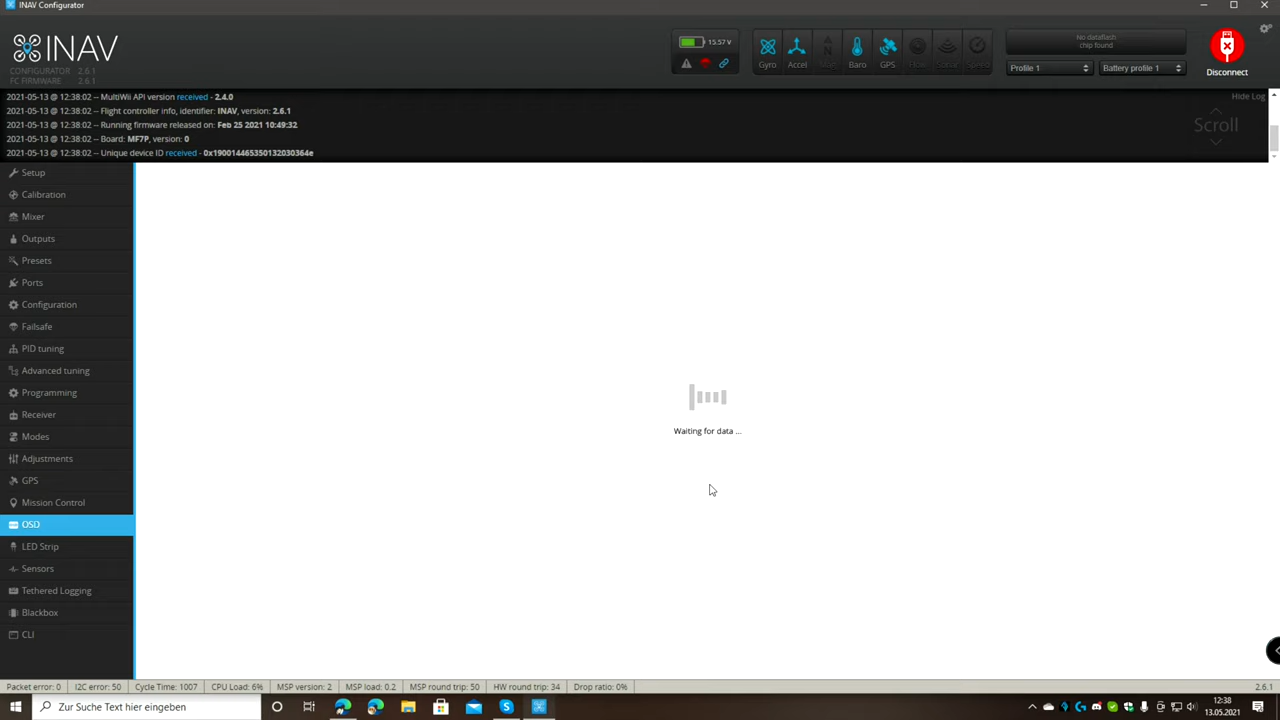 INAV Configurator
INAV
CONFIGURATOR 2.6.1
FC FIRMWARE 2.6.1
15.57 V
Gyro
Accel
Mag
Baro
GPS
Flow
Sonar
Speed
No dataflash
chip found
Profile 1
Battery profile 1
Disconnect
2021-05-13 @ 12:38:02 -- MultiWii API version received - 2.4.0
2021-05-13 @ 12:38:02 -- Flight controller info, identifier: INAV, version: 2.6.1
2021-05-13 @ 12:38:02 -- Running firmware released on: Feb 25 2021 10:49:32
2021-05-13 @ 12:38:02 -- Board: MF7P, version: 0
2021-05-13 @ 12:38:02 -- Unique device ID received - 0x190014465350132030364e
Hide Log
Scroll
Setup
Calibration
Mixer
Outputs
Presets
Ports
Configuration
Failsafe
PID tuning
Advanced tuning
Programming
Receiver
Modes
Adjustments
GPS
Mission Control
OSD
LED Strip
Sensors
Tethered Logging
Blackbox
CLI
Waiting for data ...
Packet error: 0
I2C error: 50
Cycle Time: 1007
CPU Load: 6%
MSP version: 2
MSP load: 0.2
MSP round trip: 50
HW round trip: 34
Drop ratio: 0%
2.6.1
Zur Suche Text hier eingeben
12:38
13.05.2021